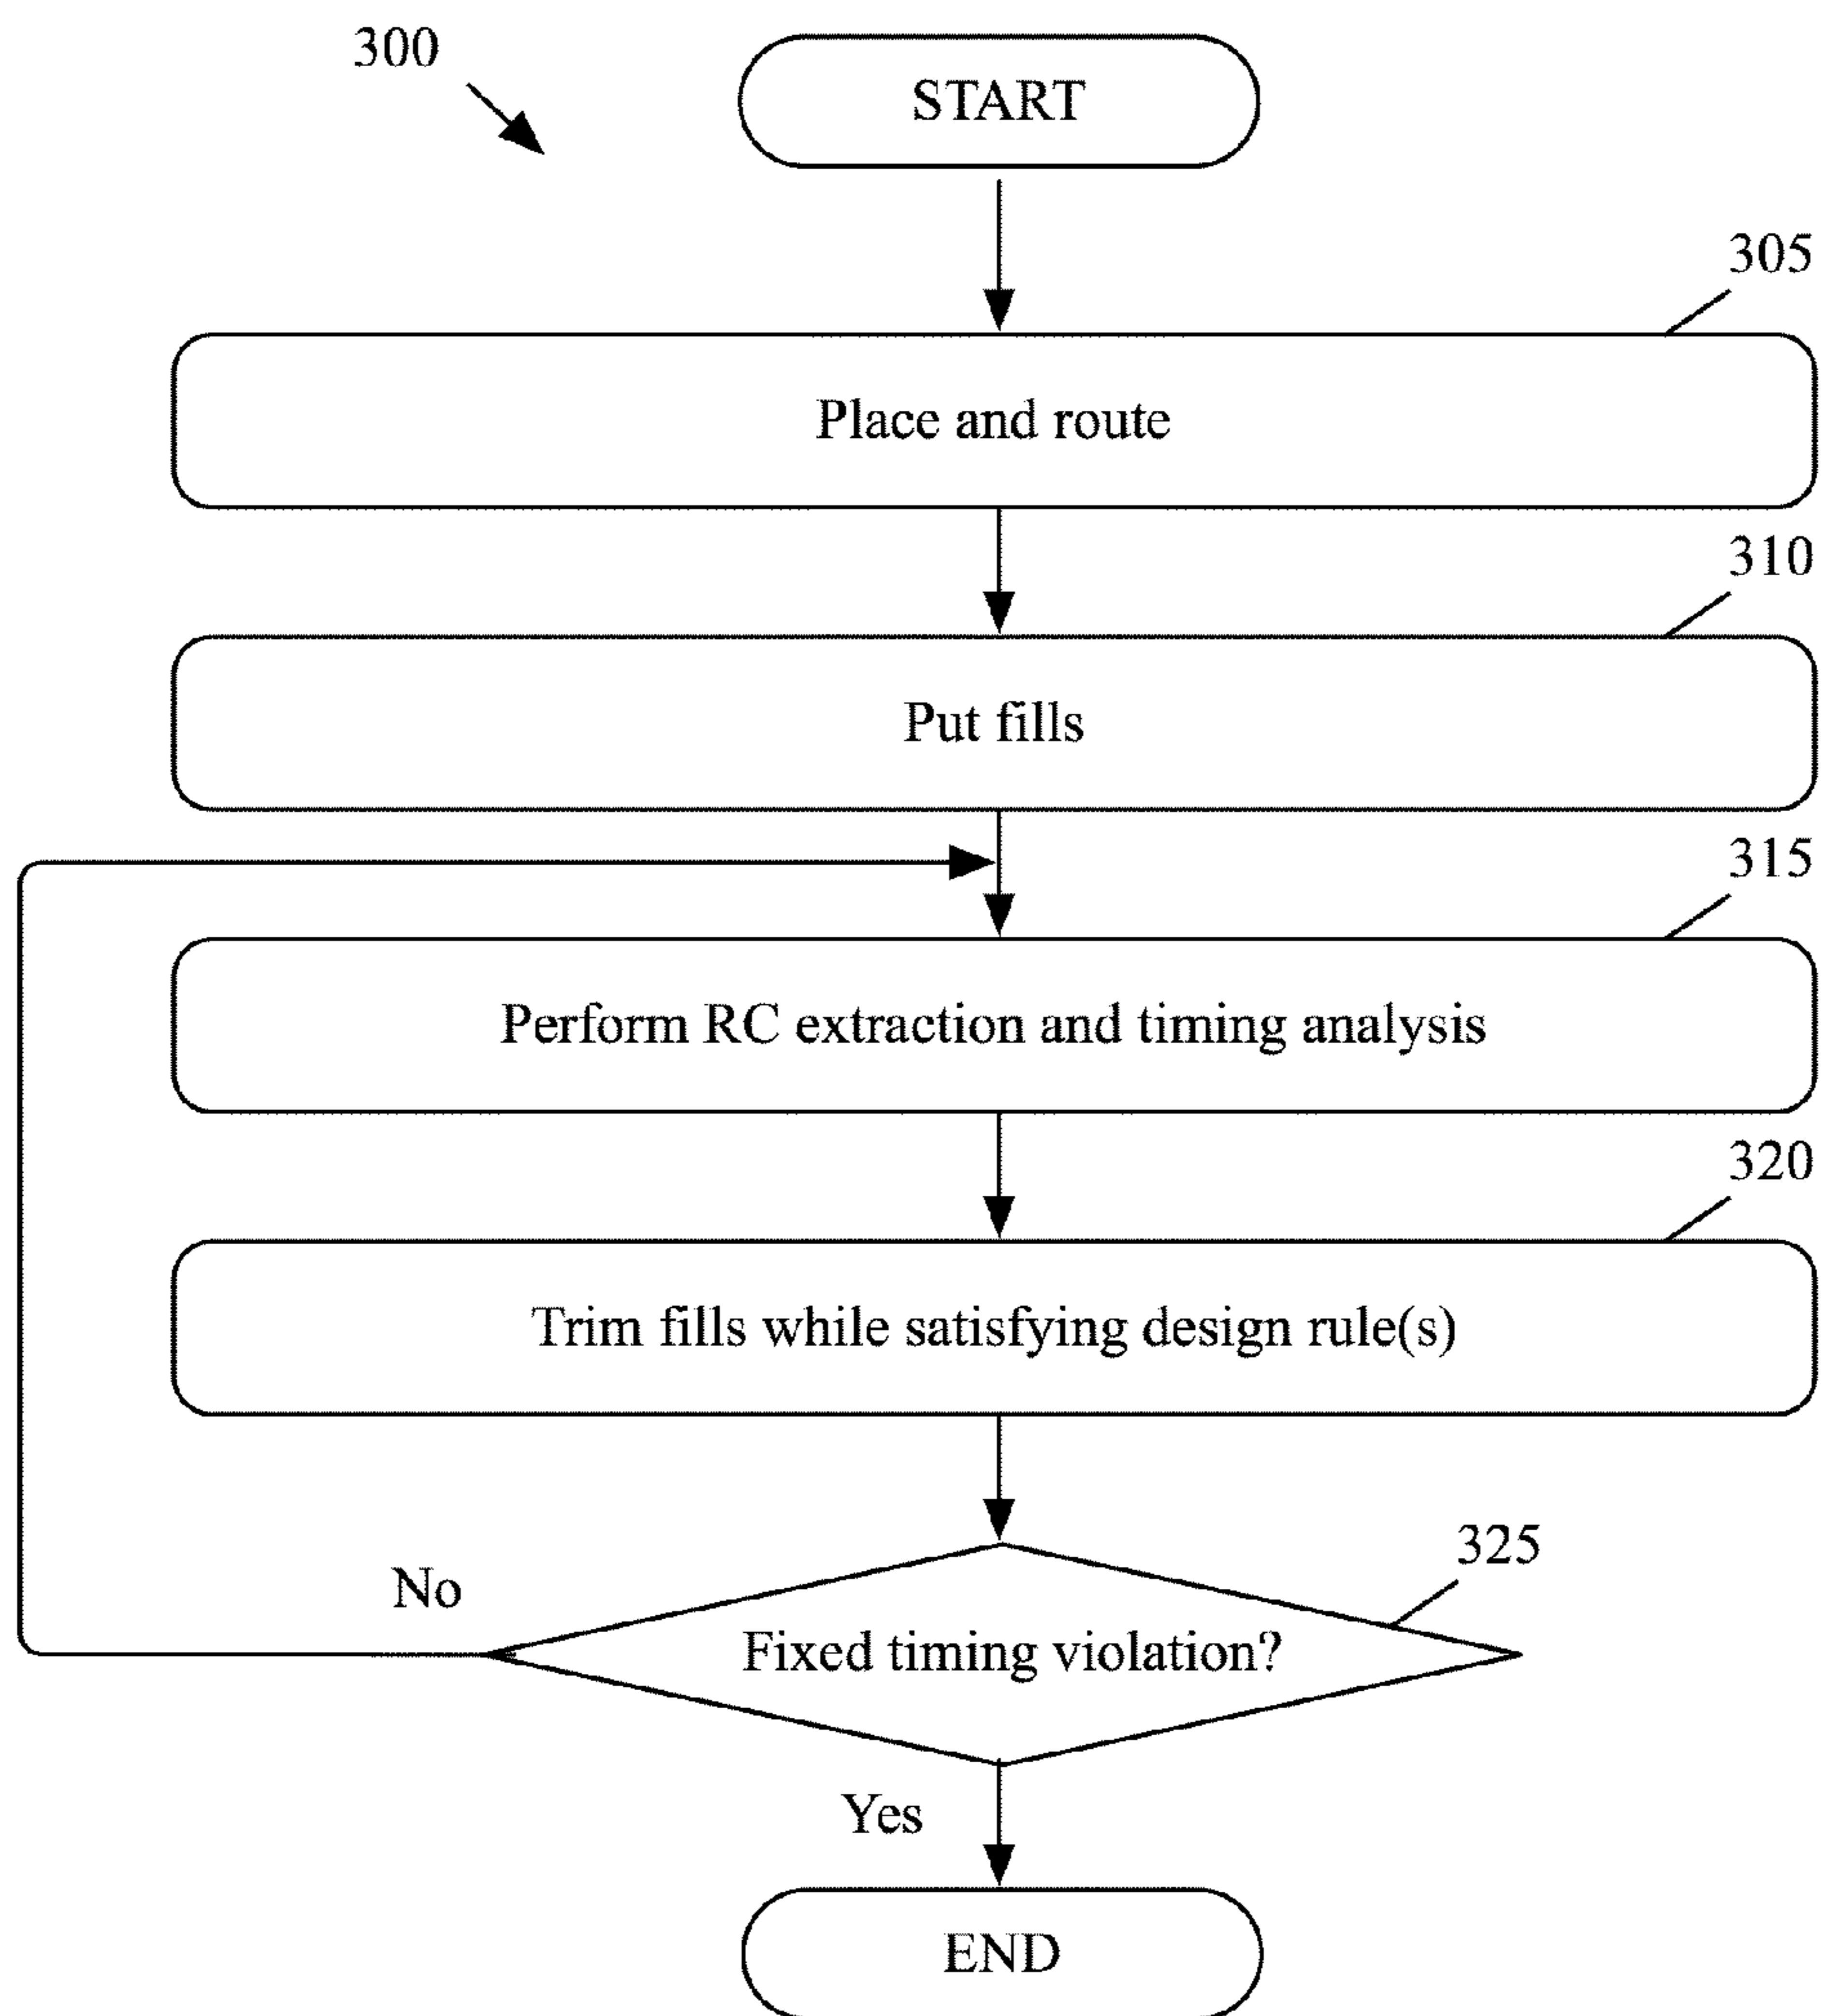 300
START
305
Place and route
310
Put fills
315
Perform RC extraction and timing analysis
320
Trim fills while satisfying design rule(s)
325
No
Fixed timing violation?
Yes
END